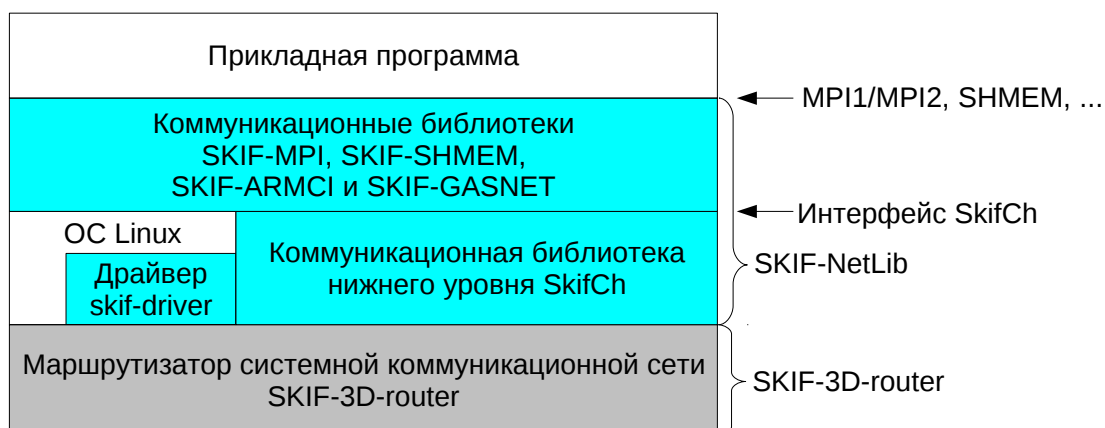 Прикладная программа
MPI1/MPI2, SHMEM, ...
Коммуникационные библиотеки
SKIF-MPI, SKIF-SHMEM,
SKIF-ARMCI и SKIF-GASNET
Интерфейс SkifCh
ОС Linux
Коммуникационная библиотека
нижнего уровня SkifCh
SKIF-NetLib
Драйвер
skif-driver
Маршрутизатор системной коммуникационной сети
SKIF-3D-router
SKIF-3D-router